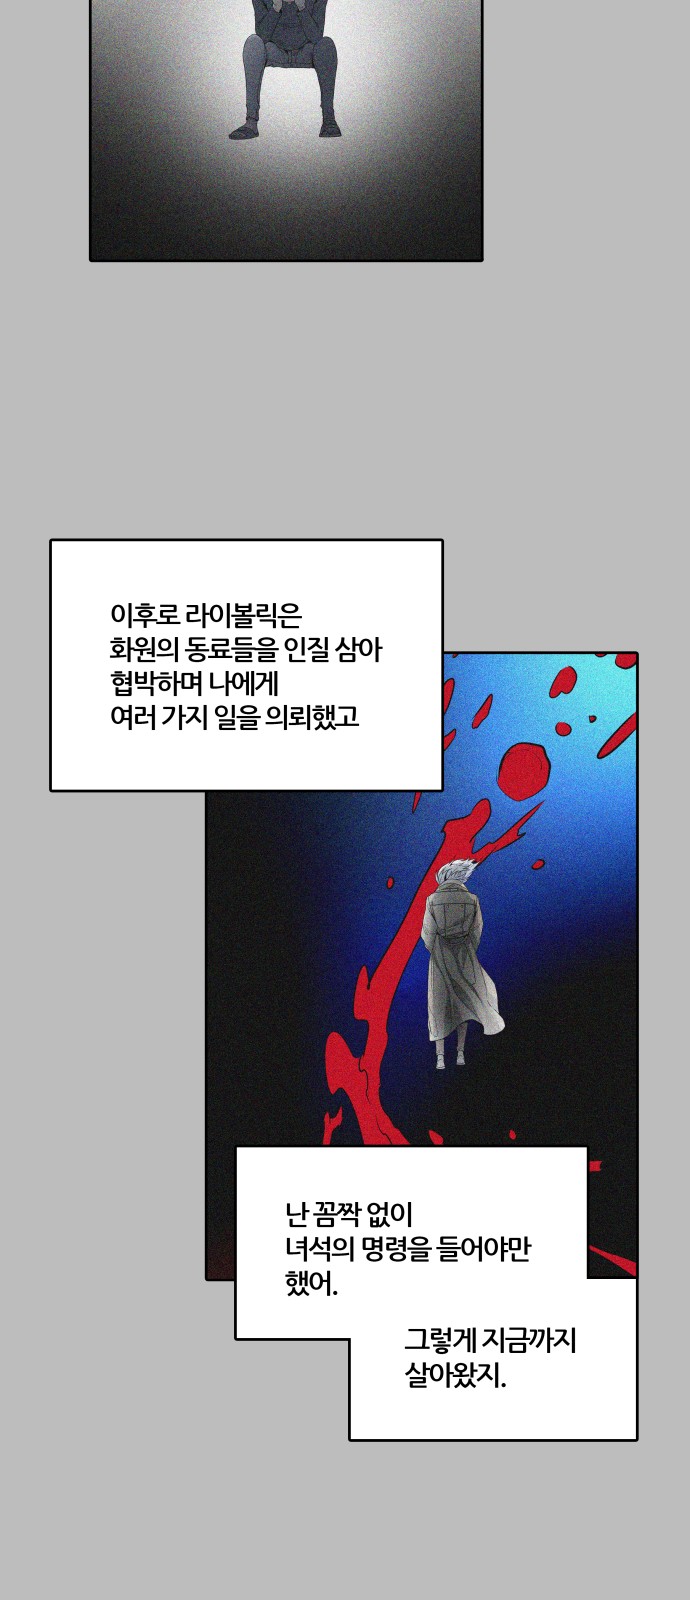 이후로 라이볼릭은
화원의 동료들을 인질 삼아
협박하며 나에게
여러 가지 일을 의뢰했고
난 꼼짝 없이
녀석의 명령을 들어야만
했어.
그렇게 지금까지
살아왔지.